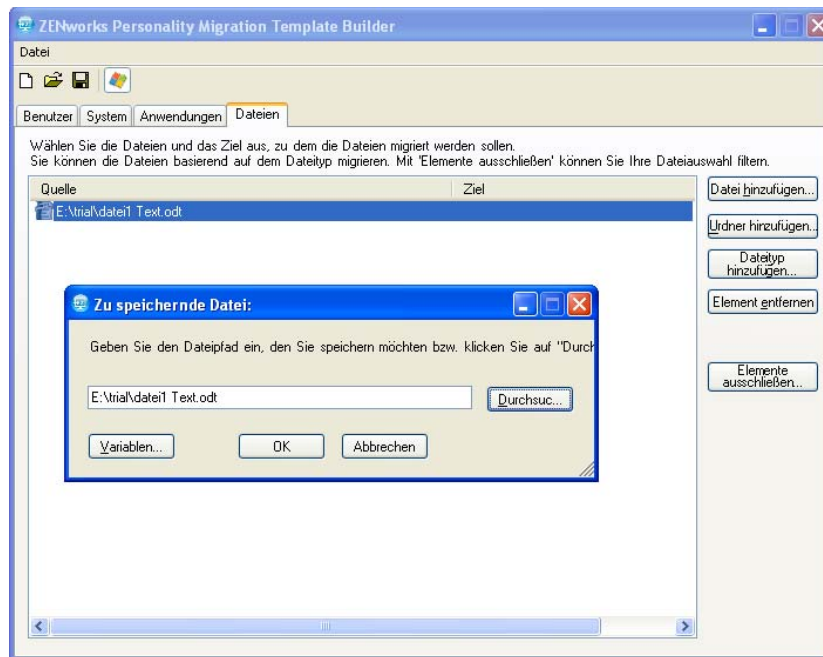 ZENworks Personality Migration Template Builder
Datei
Benutzer System Anwendungen Dateien
Wählen Sie die Dateien und das Ziel aus, zu dem die Dateien migriert werden sollen.
Sie können die Dateien basierend auf dem Dateityp migrieren. Mit 'Elemente ausschließen' können Sie Ihre Dateiauswahl filtern.
Quelle Ziel
E:\trial\datei1 Text.odt
Datei hinzufügen...
Urdner hinzufügen...
Dateityp
hinzufügen...
Element entfernen
Elemente
ausschließen...
Zu speichernde Datei:
Geben Sie den Dateipfad ein, den Sie speichern möchten bzw. klicken Sie auf "Durch
E:\trial\datei1 Text.odt
Durchsuc...
Variablen... OK Abbrechen